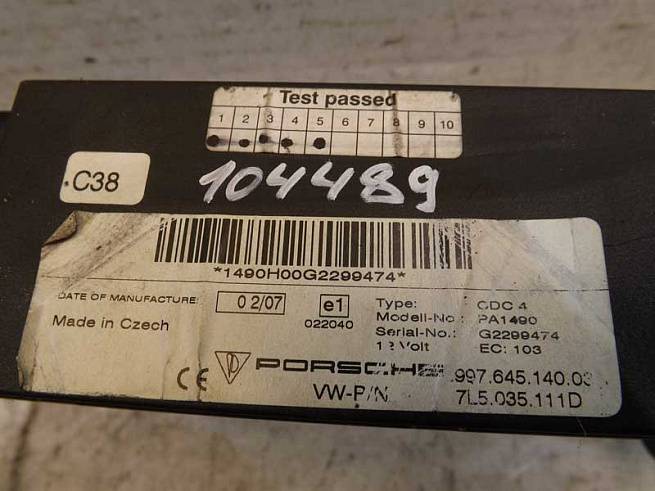 Test passed
1 2 3 4 5 6 7 8 9 10
.C38
104489
*1490H00G2299474*
DATE OF MANUFACTURE: 02/07 e1 Type: CDC 4
Made in Czech 022040 Modell-No.: PA1490
Serial-No.: G2299474
12 Volt EC: 103
CE P PORSCHE 997.645.140.03
VW-P/N 7L5.035.111D